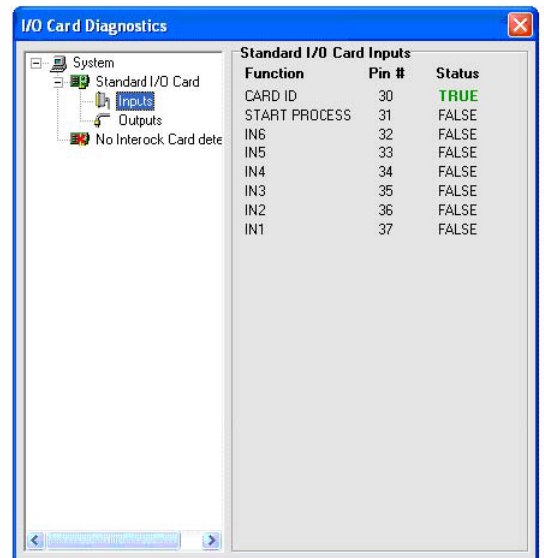 I/O Card Diagnostics
System
Standard I/O Card
Inputs
Outputs
No Interock Card dete
Standard I/O Card Inputs
Function Pin # Status
CARD ID 30 TRUE
START PROCESS 31 FALSE
IN6 32 FALSE
IN5 33 FALSE
IN4 34 FALSE
IN3 35 FALSE
IN2 36 FALSE
IN1 37 FALSE